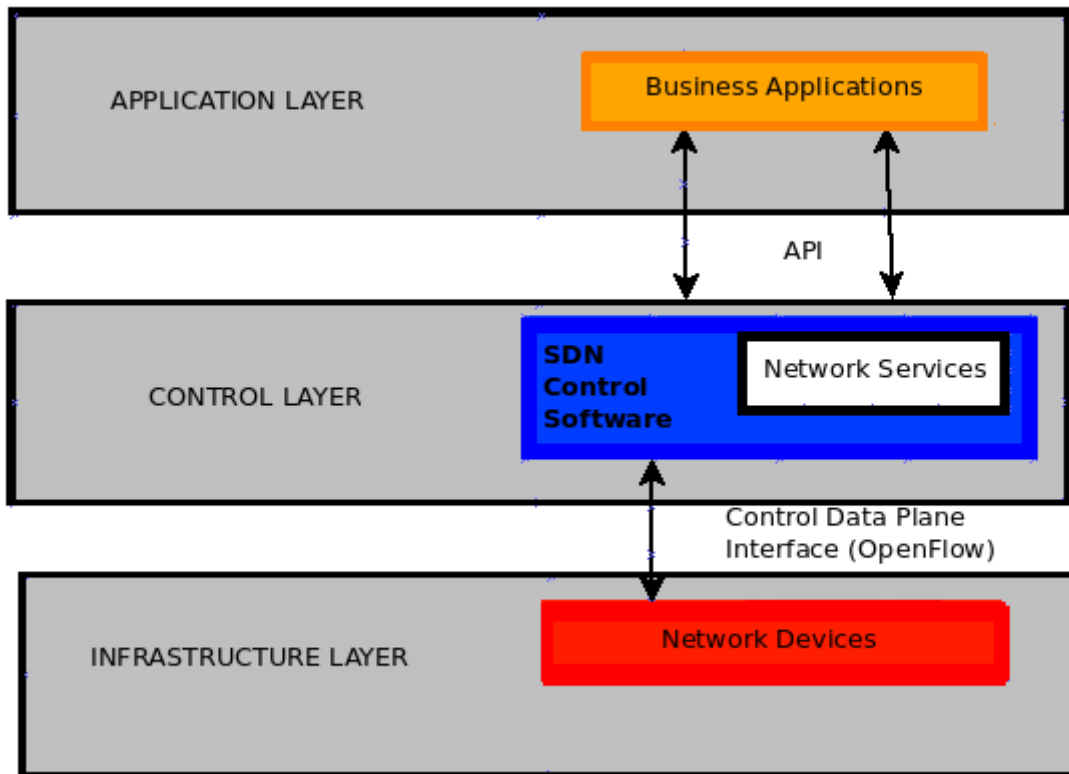 APPLICATION LAYER
Business Applications
API
CONTROL LAYER
SDN
Control
Software
Network Services
Control Data Plane
Interface (OpenFlow)
INFRASTRUCTURE LAYER
Network Devices